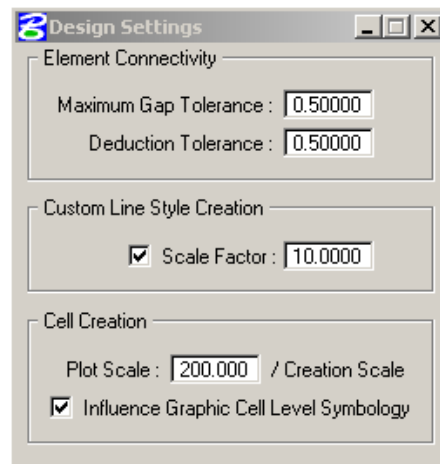 Design Settings
Element Connectivity
Maximum Gap Tolerance : 0.50000
Deduction Tolerance : 0.50000
Custom Line Style Creation
Scale Factor : 10.0000
Cell Creation
Plot Scale : 200.000 / Creation Scale
Influence Graphic Cell Level Symbology